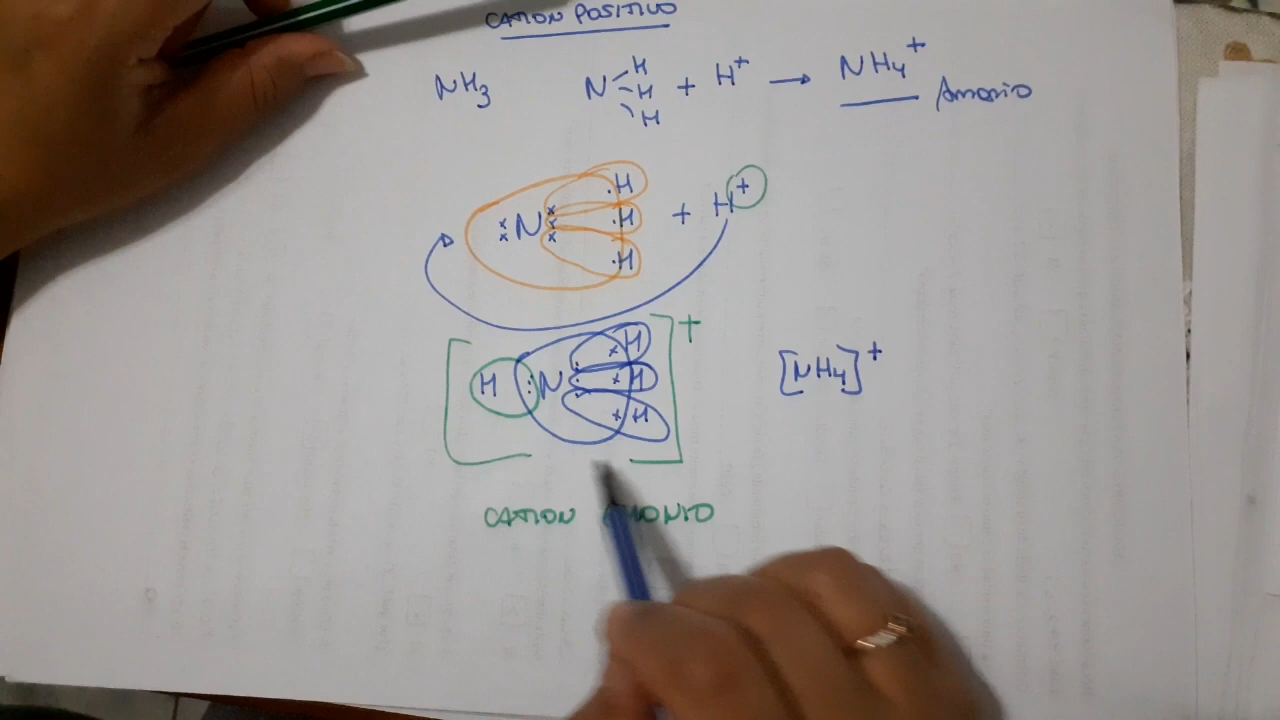 CATION POSITIVO
NH₃ N H H H + H⁺ → NH₄⁺ Amonio
××N××× .H .H .H + H⁺
[H :N: ×H ×H ×H]⁺ [NH₄]⁺
CATION